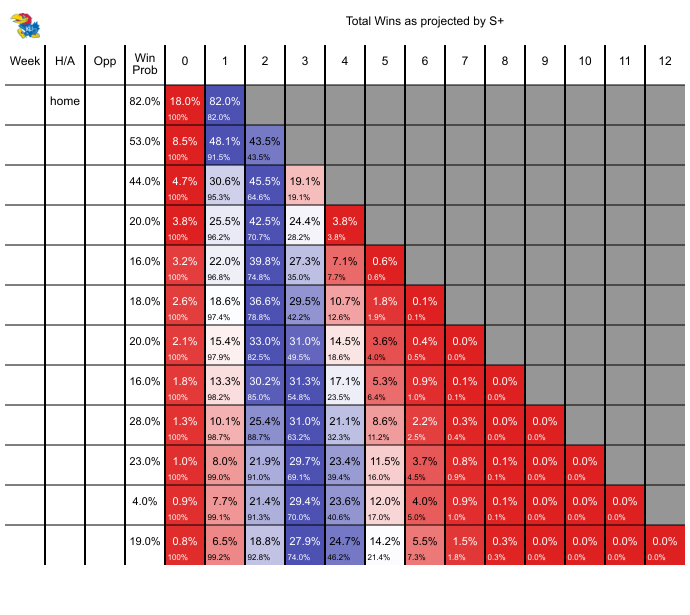 Total Wins as projected by S+
Week H/A Opp Win Prob 0 1 2 3 4 5 6 7 8 9 10 11 12
home 82.0% 18.0% 82.0%
100% 82.0%
53.0% 8.5% 48.1% 43.5%
100% 91.5% 43.5%
44.0% 4.7% 30.6% 45.5% 19.1%
100% 95.3% 64.6% 19.1%
20.0% 3.8% 25.5% 42.5% 24.4% 3.8%
100% 96.2% 70.7% 28.2% 3.8%
16.0% 3.2% 22.0% 39.8% 27.3% 7.1% 0.6%
100% 96.8% 74.8% 35.0% 7.7% 0.6%
18.0% 2.6% 18.6% 36.6% 29.5% 10.7% 1.8% 0.1%
100% 97.4% 78.8% 42.2% 12.6% 1.9% 0.1%
20.0% 2.1% 15.4% 33.0% 31.0% 14.5% 3.6% 0.4% 0.0%
100% 97.9% 82.5% 49.5% 18.6% 4.0% 0.5% 0.0%
16.0% 1.8% 13.3% 30.2% 31.3% 17.1% 5.3% 0.9% 0.1% 0.0%
100% 98.2% 85.0% 54.8% 23.5% 6.4% 1.0% 0.1% 0.0%
28.0% 1.3% 10.1% 25.4% 31.0% 21.1% 8.6% 2.2% 0.3% 0.0% 0.0%
100% 98.7% 88.7% 63.2% 32.3% 11.2% 2.5% 0.4% 0.0% 0.0%
23.0% 1.0% 8.0% 21.9% 29.7% 23.4% 11.5% 3.7% 0.8% 0.1% 0.0% 0.0%
100% 99.0% 91.0% 69.1% 39.4% 16.0% 4.5% 0.9% 0.1% 0.0% 0.0%
4.0% 0.9% 7.7% 21.4% 29.4% 23.6% 12.0% 4.0% 0.9% 0.1% 0.0% 0.0% 0.0%
100% 99.1% 91.3% 70.0% 40.6% 17.0% 5.0% 1.0% 0.1% 0.0% 0.0% 0.0%
19.0% 0.8% 6.5% 18.8% 27.9% 24.7% 14.2% 5.5% 1.5% 0.3% 0.0% 0.0% 0.0% 0.0%
100% 99.2% 92.8% 74.0% 46.2% 21.4% 7.3% 1.8% 0.3% 0.0% 0.0% 0.0% 0.0%